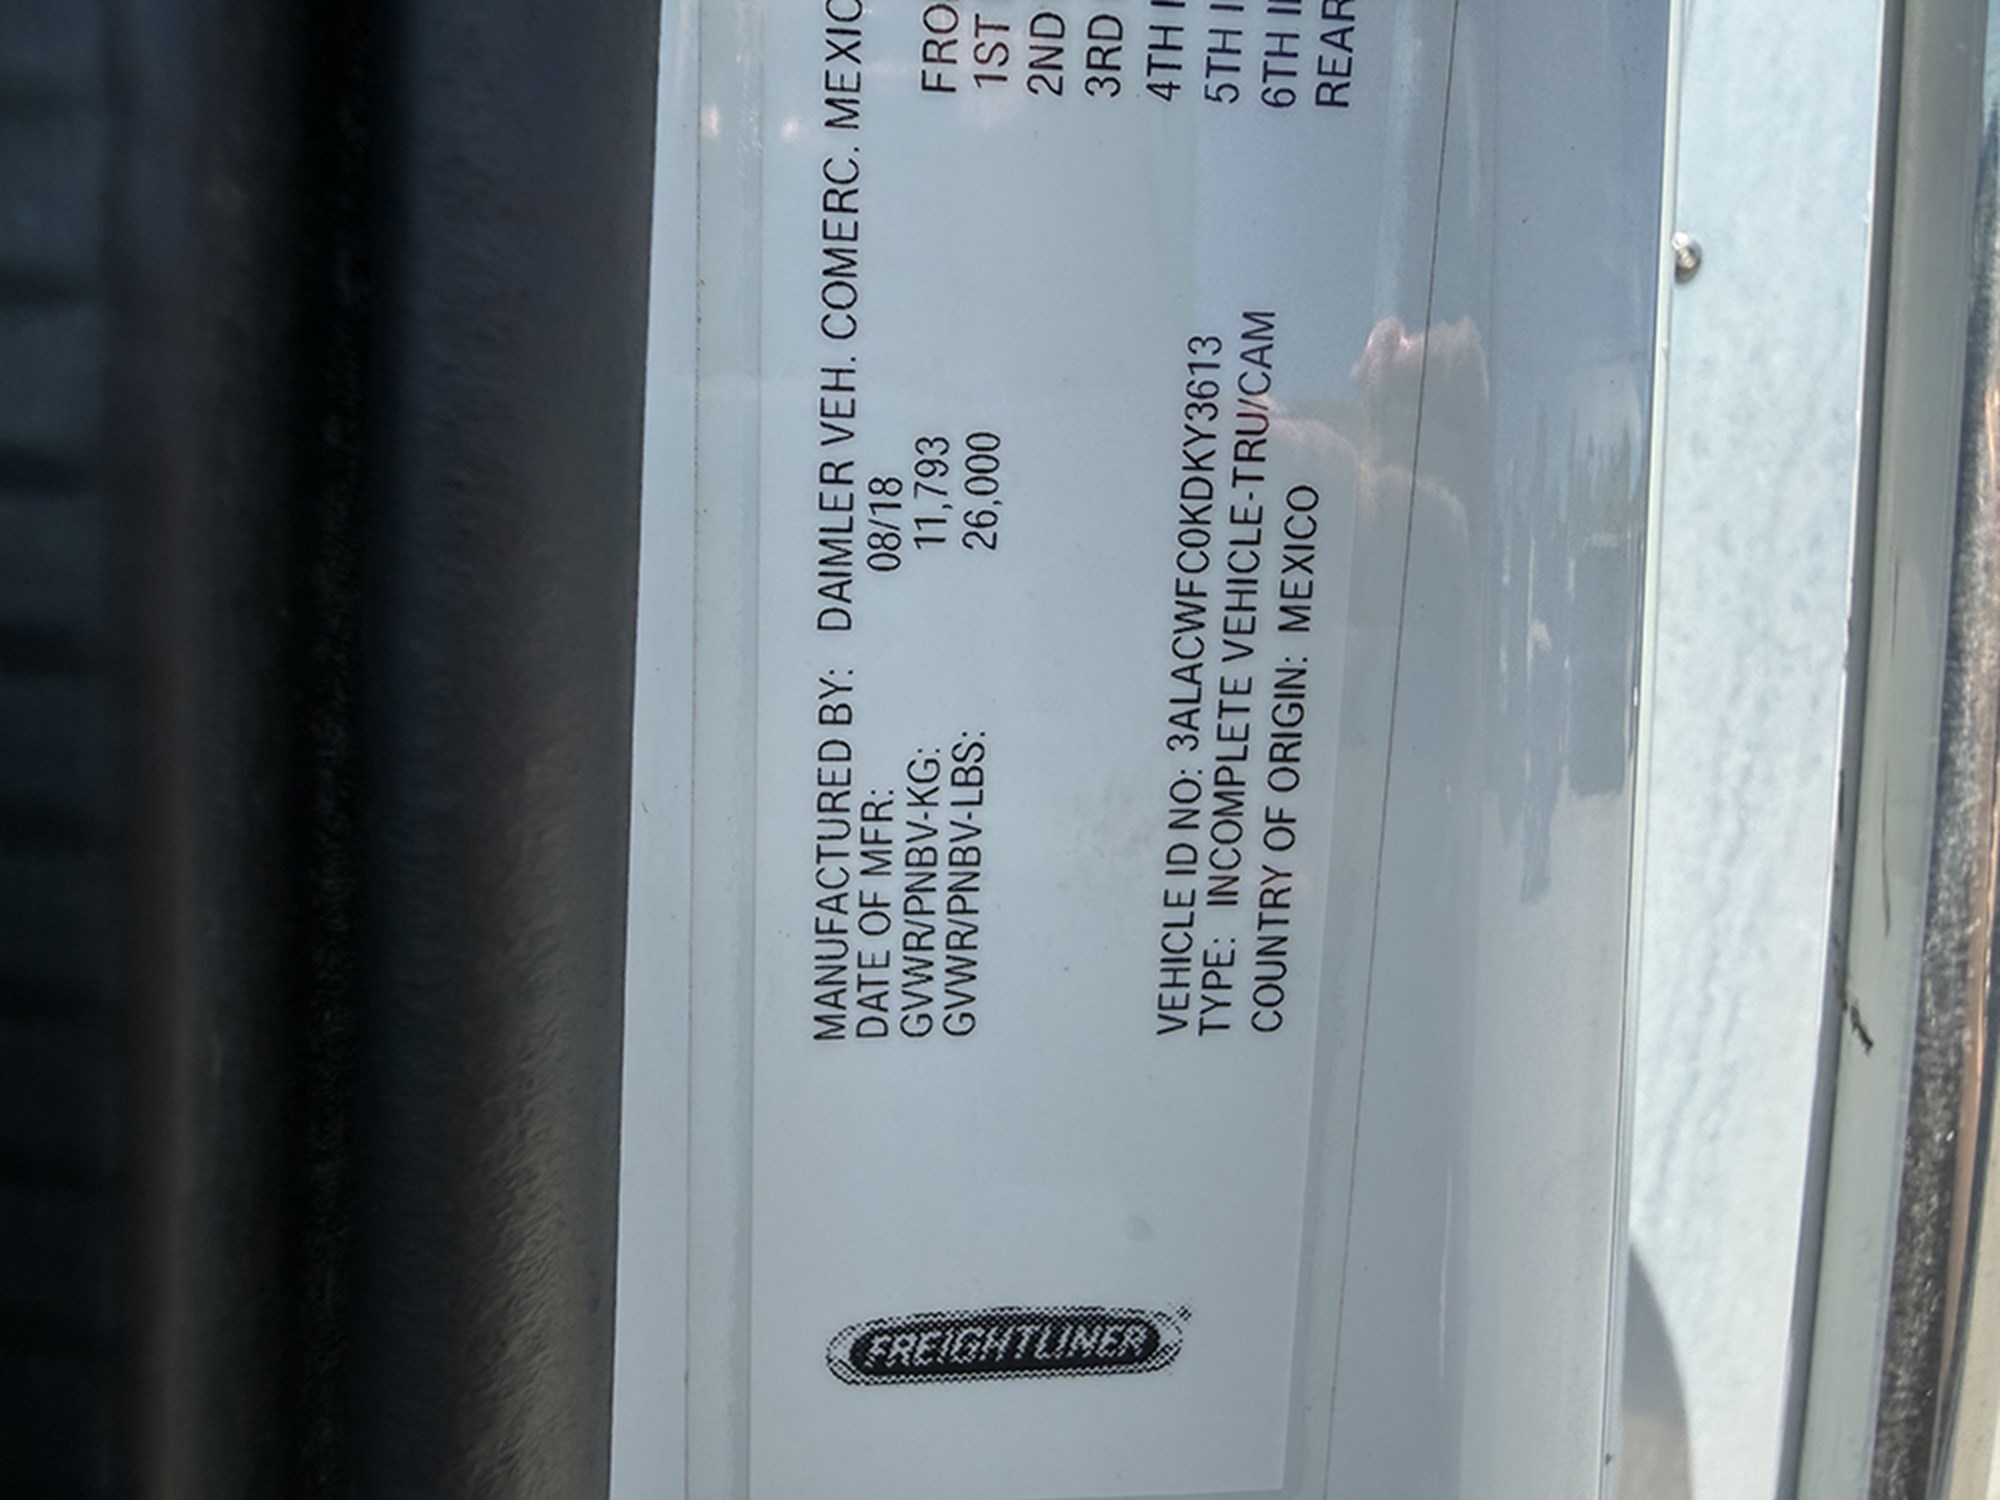 FREIGHTLINER
MANUFACTURED BY: DAIMLER VEH. COMERC. MEXIC
DATE OF MFR: 08/18
GVWR/PNBV-KG: 11,793
GVWR/PNBV-LBS: 26,000
VEHICLE ID NO: 3ALACWFC0KDKY3613
TYPE: INCOMPLETE VEHICLE-TRU/CAM
COUNTRY OF ORIGIN: MEXICO
FRO
1ST
2ND
3RD
4TH I
5TH I
6TH I
REAR